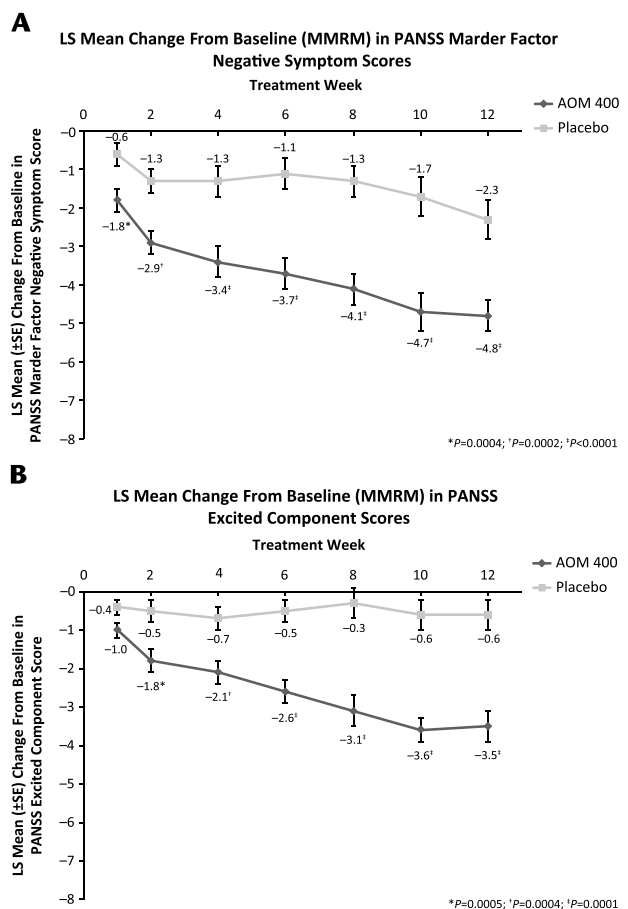 A
LS Mean Change From Baseline (MMRM) in PANSS Marder Factor
Negative Symptom Scores
Treatment Week
0 2 4 6 8 10 12
AOM 400
Placebo
LS Mean (±SE) Change From Baseline in
PANSS Marder Factor Negative Symptom Score
–0
–1
–2
–3
–4
–5
–6
–7
–8
–0.6
–1.3
–1.3
–1.1
–1.3
–1.7
–2.3
–1.8*
–2.9†
–3.4‡
–3.7‡
–4.1‡
–4.7‡
–4.8‡
*P=0.0004; †P=0.0002; ‡P<0.0001
B
LS Mean Change From Baseline (MMRM) in PANSS
Excited Component Scores
Treatment Week
0 2 4 6 8 10 12
AOM 400
Placebo
LS Mean (±SE) Change From Baseline in
PANSS Excited Component Score
–0
–1
–2
–3
–4
–5
–6
–7
–8
–0.4
–0.5
–0.7
–0.5
–0.3
–0.6
–0.6
–1.0
–1.8*
–2.1†
–2.6‡
–3.1‡
–3.6‡
–3.5‡
*P=0.0005; †P=0.0004; ‡P=0.0001